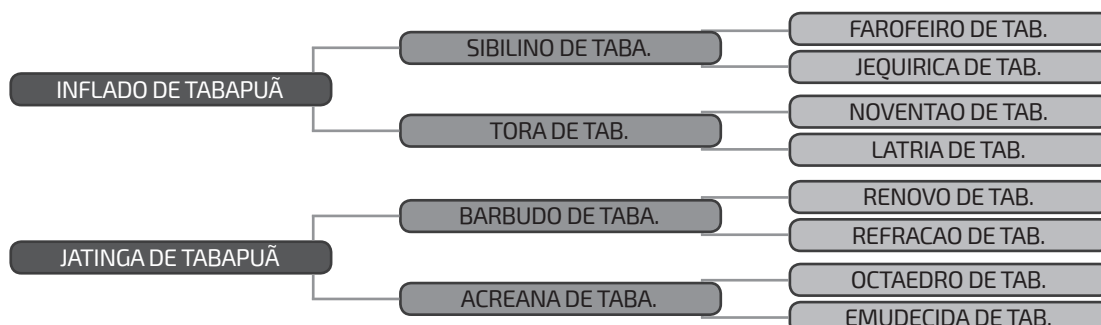 INFLADO DE TABAPUÃ
SIBILINO DE TABA.
FAROFEIRO DE TAB.
JEQUIRICA DE TAB.
TORA DE TAB.
NOVENTAO DE TAB.
LATRIA DE TAB.
JATINGA DE TABAPUÃ
BARBUDO DE TABA.
RENOVO DE TAB.
REFRACAO DE TAB.
ACREANA DE TABA.
OCTAEDRO DE TAB.
EMUDECIDA DE TAB.